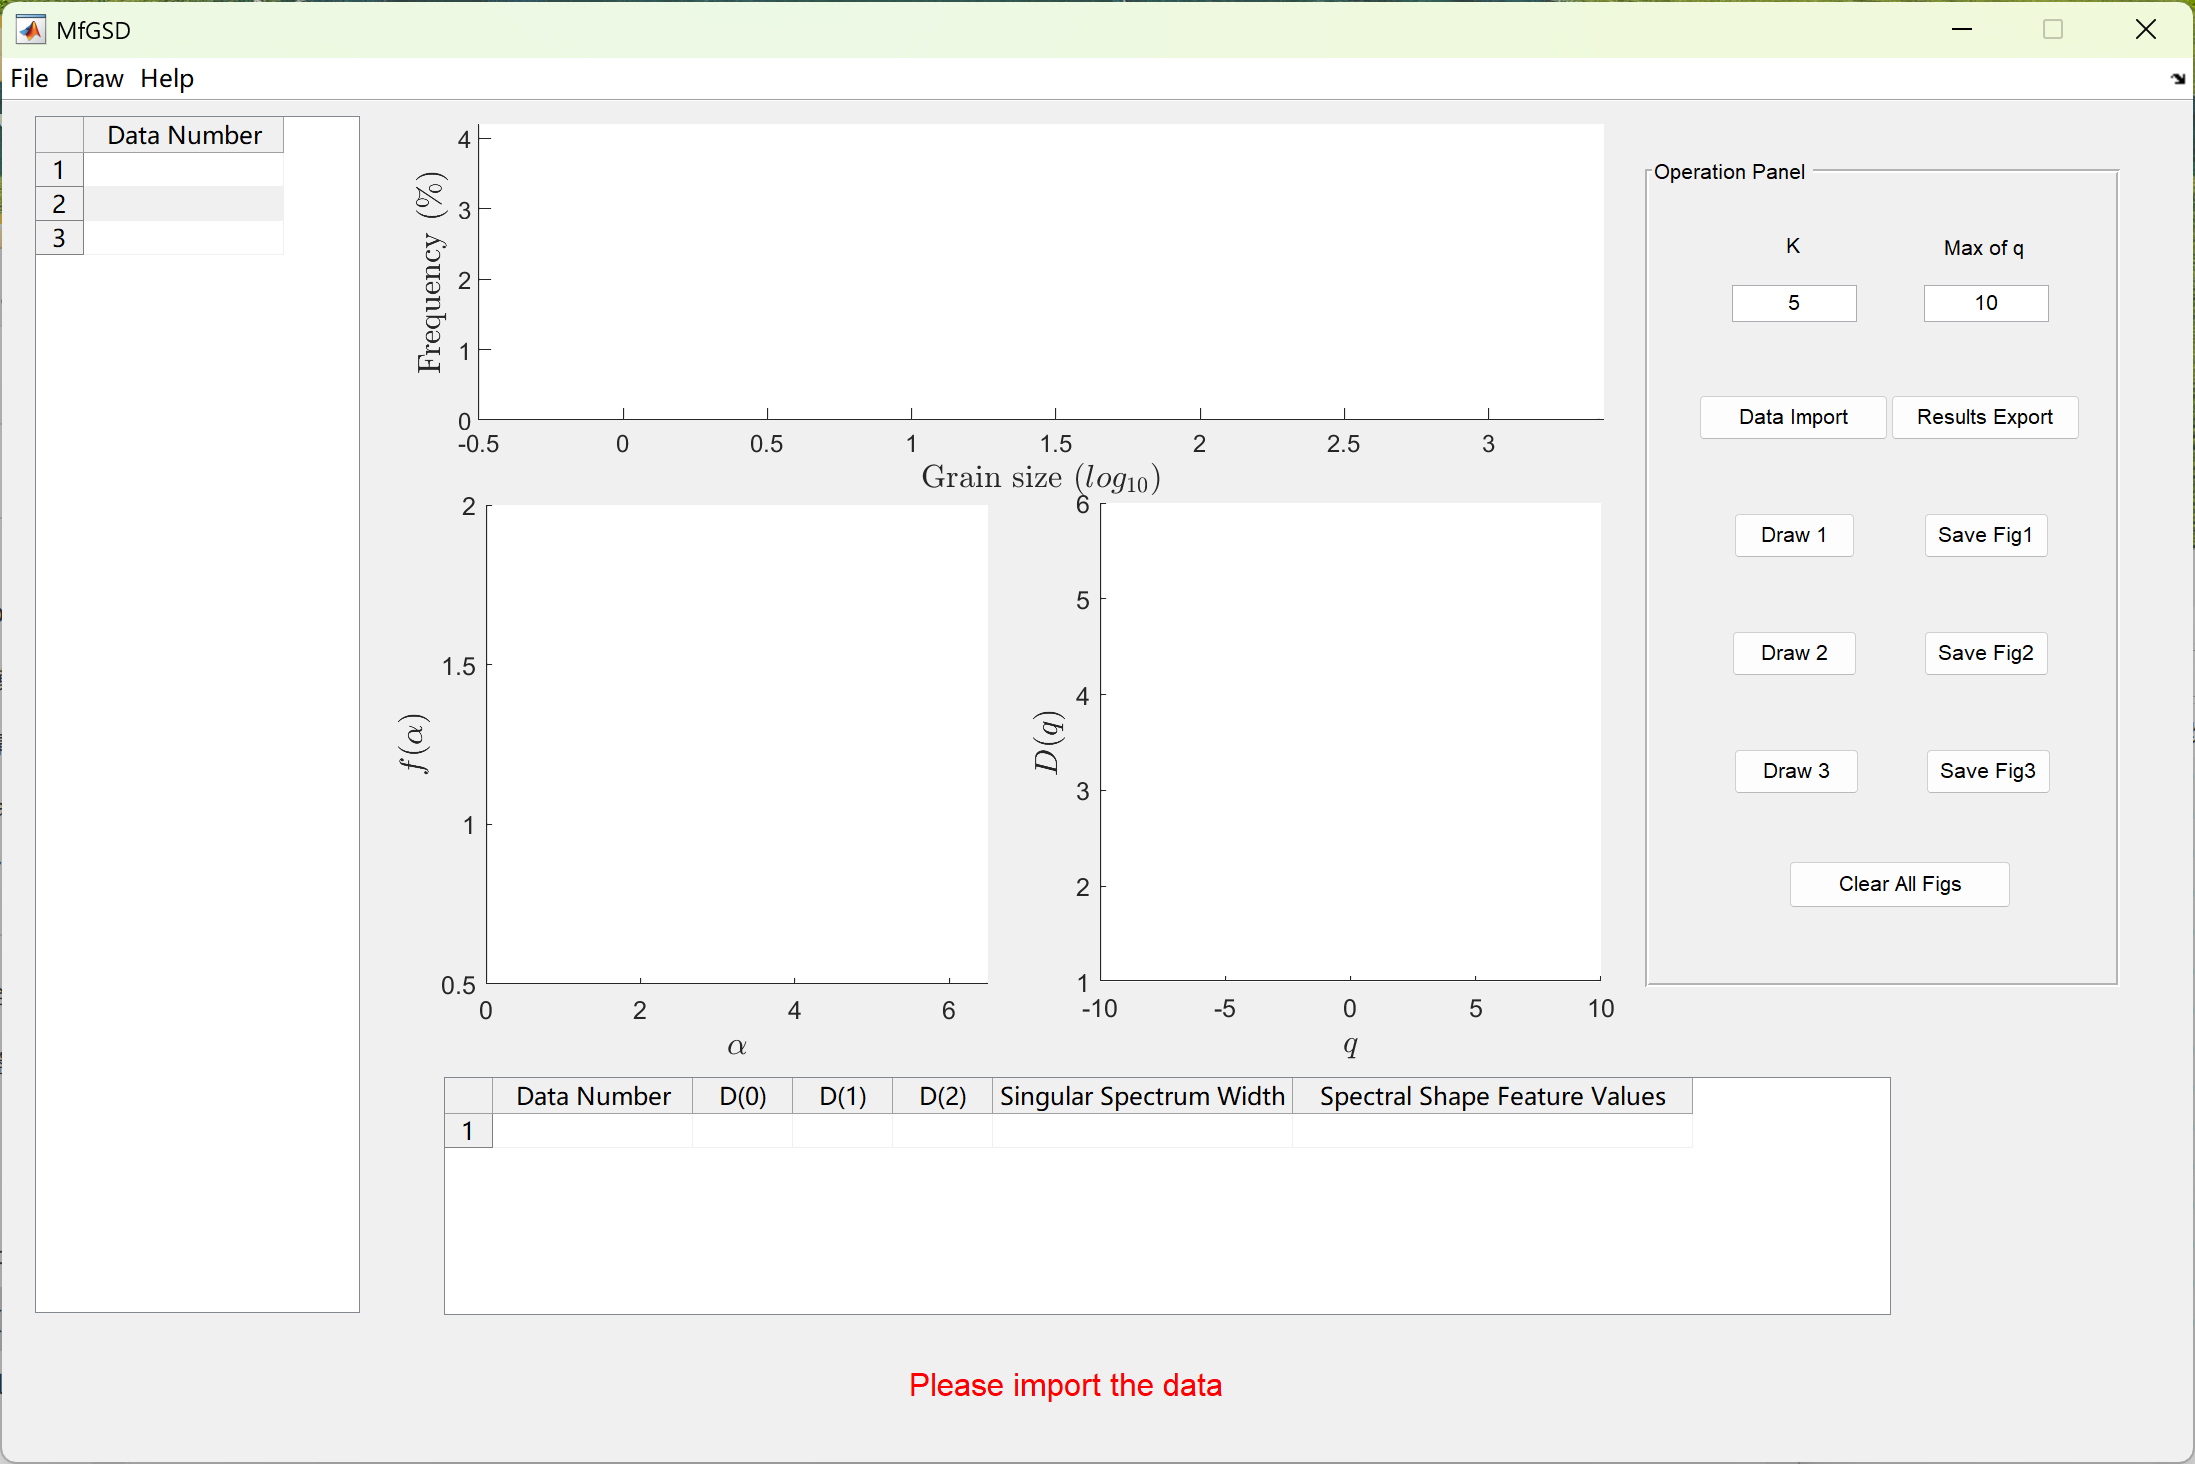 MfGSD
File Draw Help
Data Number
1
2
3
4
3
2
1
0
Frequency (%)
-0.5 0 0.5 1 1.5 2 2.5 3
Grain size (log10)
2
1.5
1
0.5
f(α)
0 2 4 6
α
6
5
4
3
2
1
D(q)
-10 -5 0 5 10
q
Operation Panel
K Max of q
5 10
Data Import Results Export
Draw 1 Save Fig1
Draw 2 Save Fig2
Draw 3 Save Fig3
Clear All Figs
Data Number D(0) D(1) D(2) Singular Spectrum Width Spectral Shape Feature Values
1
Please import the data